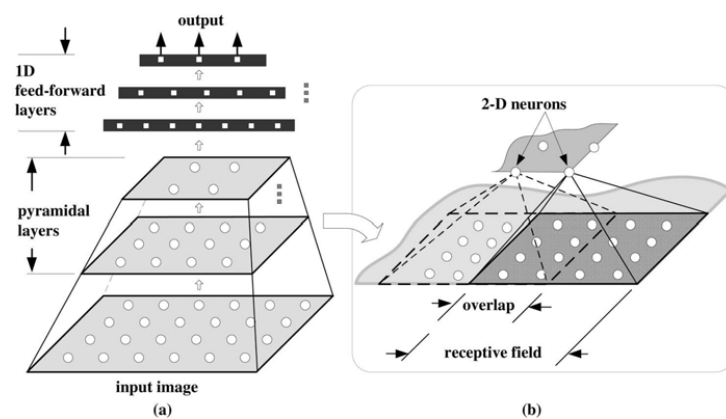 output
1D
feed-forward
layers
pyramidal
layers
input image
(a)
2-D neurons
overlap
receptive field
(b)